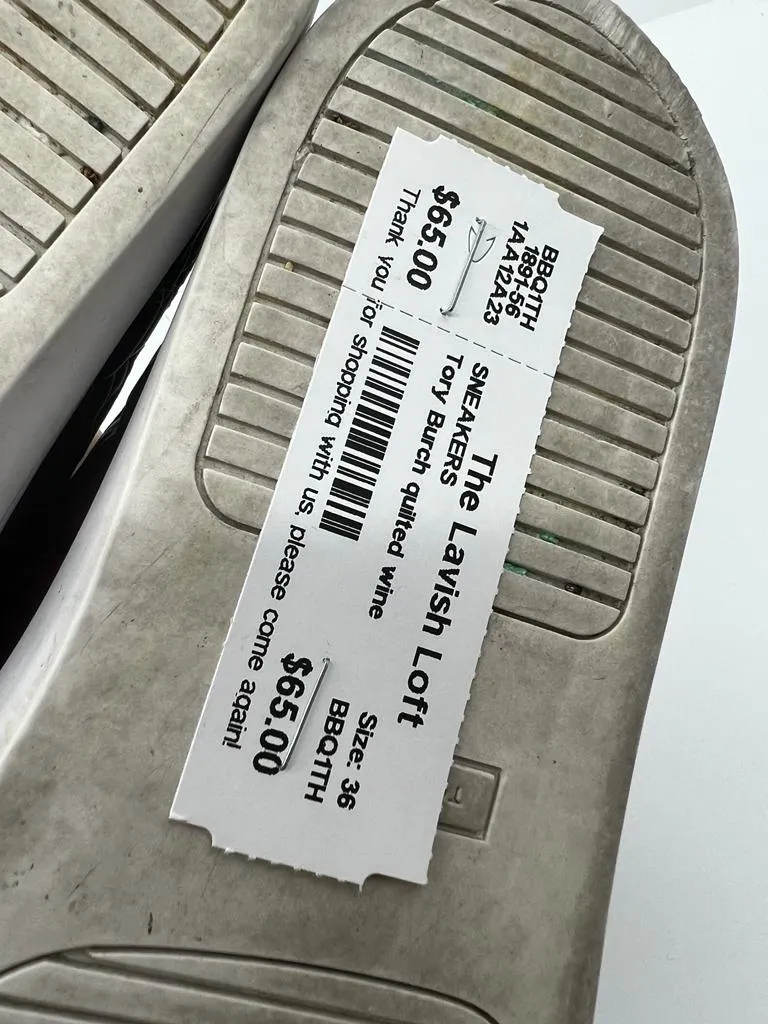 BBQ1TH
1891-56
1AA12A23
$65.00
The Lavish Loft
SNEAKERS
Tory Burch quilted wine
Size: 36
BBQ1TH
$65.00
Thank you for shopping with us, please come again!